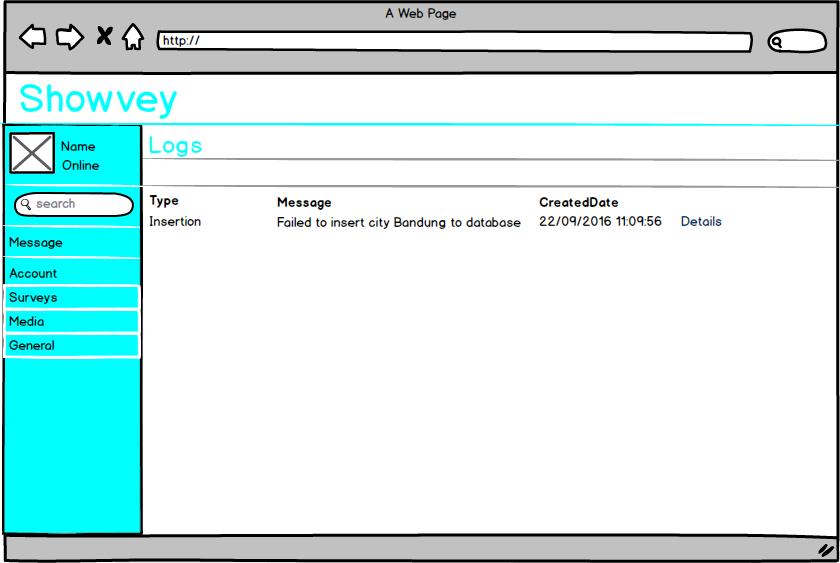 A Web Page
http://
Showvey
Name
Online
search
Message
Account
Surveys
Media
General
Logs
Type Message CreatedDate
Insertion Failed to insert city Bandung to database 22/09/2016 11:09:56 Details